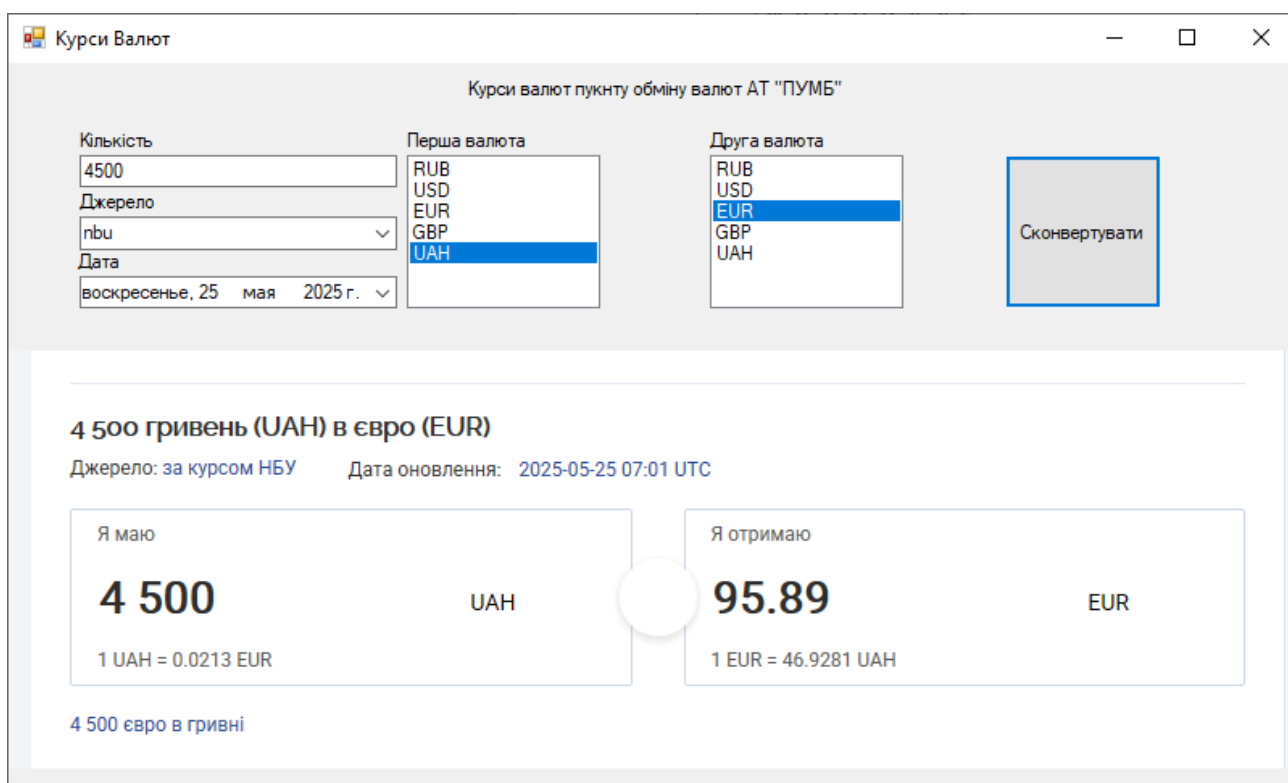 Курси Валют
Курси валют пукнту обміну валют АТ "ПУМБ"
Кількість
4500
Джерело
nbu
Дата
воскресенье, 25 мая 2025 г.
Перша валюта
RUB
USD
EUR
GBP
UAH
Друга валюта
RUB
USD
EUR
GBP
UAH
Сконвертувати
4 500 гривень (UAH) в євро (EUR)
Джерело: за курсом НБУ Дата оновлення: 2025-05-25 07:01 UTC
Я маю
4 500 UAH
1 UAH = 0.0213 EUR
Я отримаю
95.89 EUR
1 EUR = 46.9281 UAH
4 500 євро в гривні